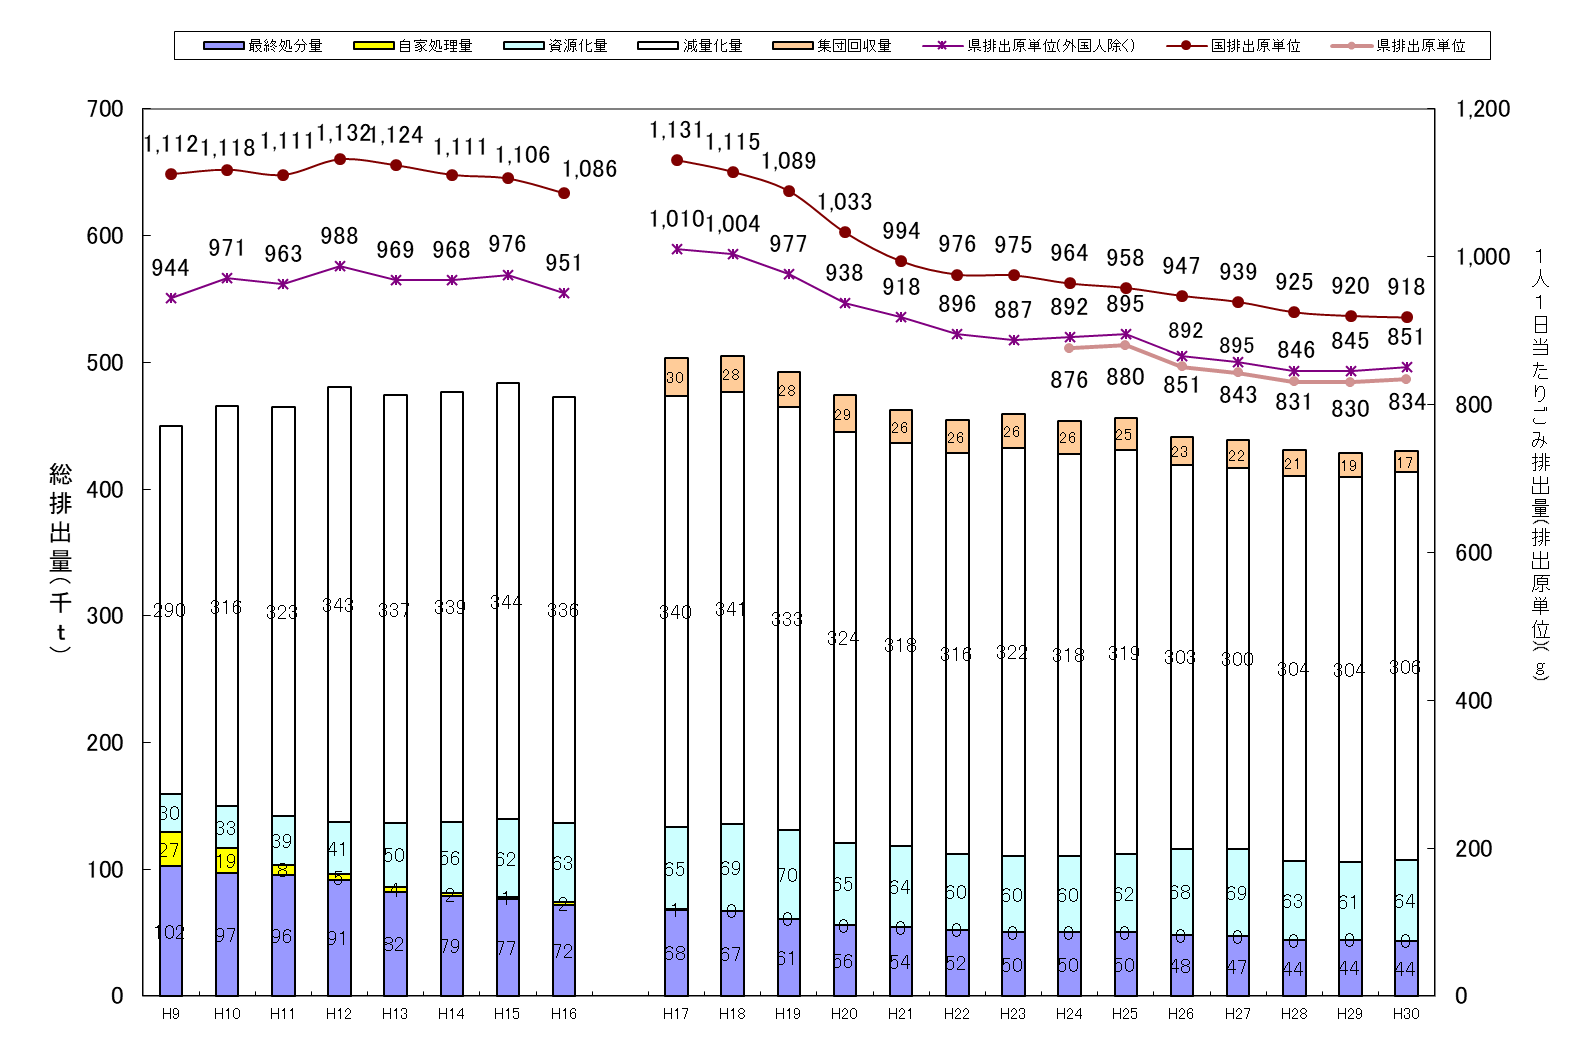 最終処分量 自家処理量 資源化量 減量化量 集団回収量 県排出原単位(外国人除く) 国排出原単位 県排出原単位
700
600
500
400
300
200
100
0
総排出量(千t)
1,200
1,000
800
600
400
200
0
1人1日当たりごみ排出量(排出原単位)(g)
1,112 1,118 1,111 1,132 1,124 1,111 1,106 1,086 1,131 1,115 1,089 1,033 994 976 975 964 958 947 939 925 920 918
944 971 963 988 969 968 976 951 1,010 1,004 977 938 918 896 887 892 895 892 895 846 845 851
876 880 851 843 831 830 834
30 28 28 29 26 26 26 26 25 23 22 21 19 17
290 316 323 343 337 339 344 336 340 341 333 324 318 316 322 318 319 303 300 304 304 306
30 33 39 41 50 56 62 63 65 69 70 65 64 60 60 60 62 68 69 63 61 64
27 19 8 5 4 2 1 2 1 0 0 0 0 0 0 0 0 0 0 0 0 0
102 97 96 91 82 79 77 72 68 67 61 56 54 52 50 50 50 48 47 44 44 44
H9 H10 H11 H12 H13 H14 H15 H16 H17 H18 H19 H20 H21 H22 H23 H24 H25 H26 H27 H28 H29 H30